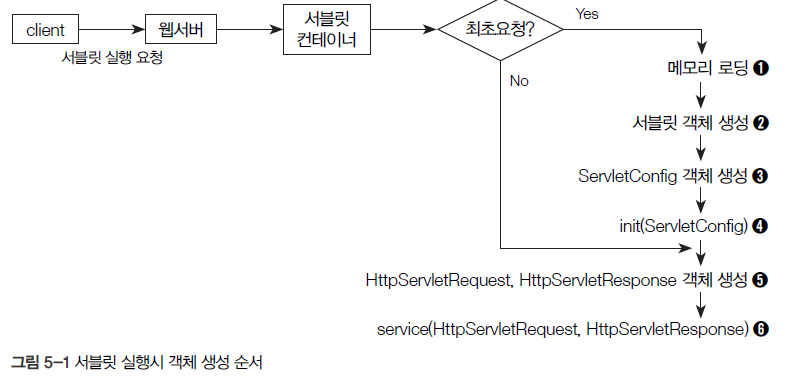 client
웹서버
서블릿
컨테이너
최초요청?
Yes
서블릿 실행 요청
No
메모리 로딩 ❶
서블릿 객체 생성 ❷
ServletConfig 객체 생성 ❸
init(ServletConfig) ❹
HttpServletRequest, HttpServletResponse 객체 생성 ❺
service(HttpServletRequest, HttpServletResponse) ❻
그림 5-1 서블릿 실행시 객체 생성 순서